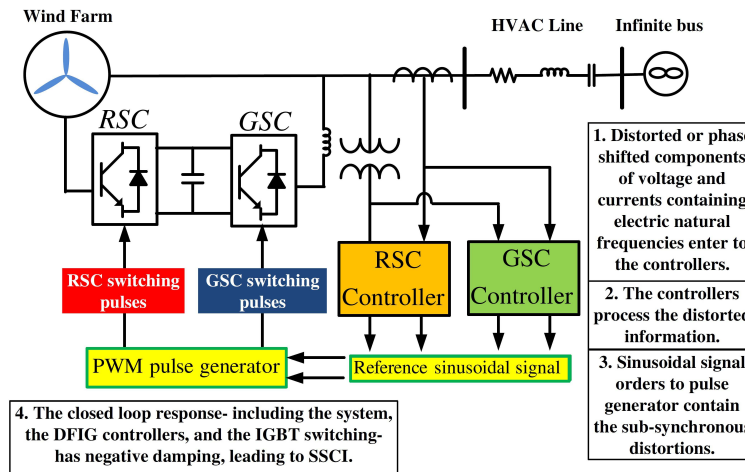 Wind Farm
HVAC Line
Infinite bus
RSC
GSC
1. Distorted or phase
shifted components
of voltage and
currents containing
electric natural
frequencies enter to
the controllers.
RSC
Controller
GSC
Controller
RSC switching
pulses
GSC switching
pulses
2. The controllers
process the distorted
information.
PWM pulse generator
Reference sinusoidal signal
3. Sinusoidal signal
orders to pulse
generator contain
the sub-synchronous
distortions.
4. The closed loop response- including the system,
the DFIG controllers, and the IGBT switching-
has negative damping, leading to SSCI.